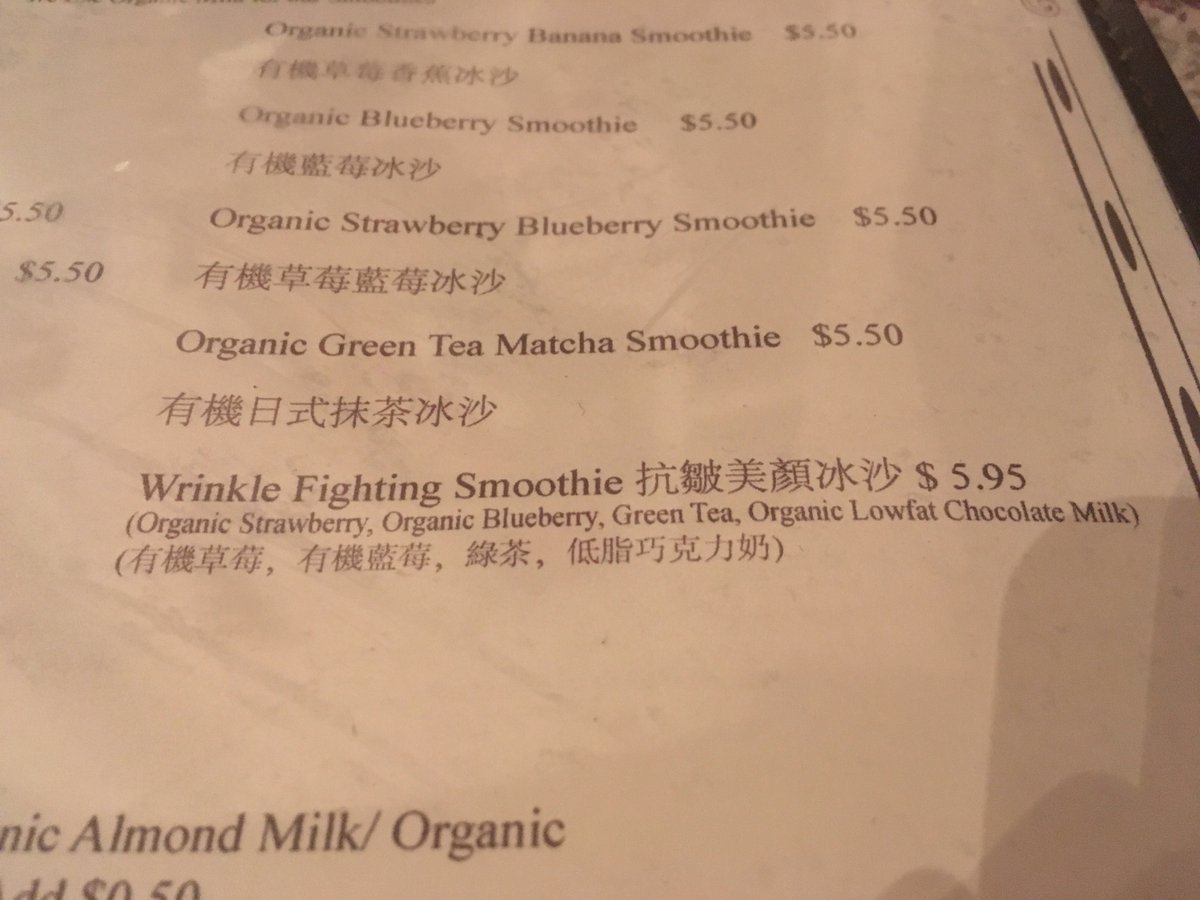 Organic Strawberry Banana Smoothie $5.50
有機草莓香蕉冰沙
Organic Blueberry Smoothie $5.50
有機藍莓冰沙
5.50 Organic Strawberry Blueberry Smoothie $5.50
$5.50 有機草莓藍莓冰沙
Organic Green Tea Matcha Smoothie $5.50
有機日式抹茶冰沙
Wrinkle Fighting Smoothie 抗皺美顏冰沙 $ 5.95
(Organic Strawberry, Organic Blueberry, Green Tea, Organic Lowfat Chocolate Milk)
(有機草莓, 有機藍莓, 綠茶, 低脂巧克力奶)
nic Almond Milk/ Organic
Add $0.50